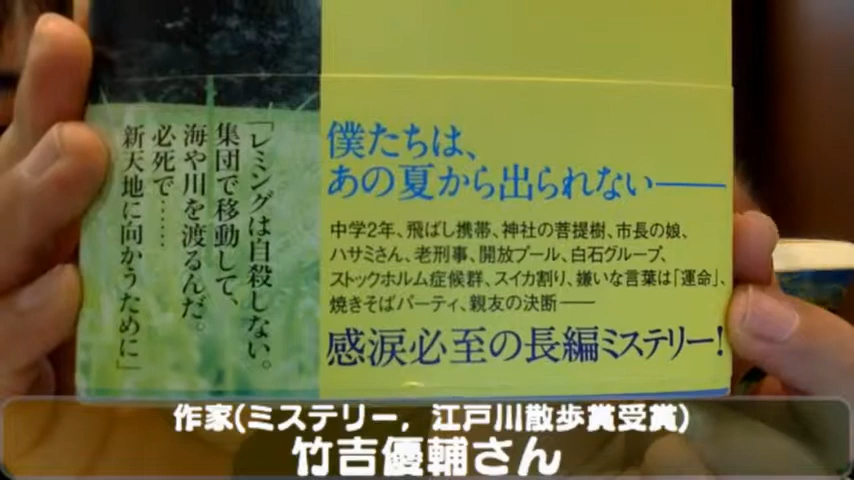 僕たちは、
あの夏から出られない――
中学2年、飛ばし携帯、神社の菩提樹、市長の娘、
ハサミさん、老刑事、開放プール、白石グループ、
ストックホルム症候群、スイカ割り、嫌いな言葉は「運命」、
焼きそばパーティ、親友の決断――
感涙必至の長編ミステリー!
「レミングは自殺しない。
集団で移動して、
海や川を渡るんだ。
必死で……
新天地に向かうために」
作家(ミステリー，江戸川散歩賞受賞)
竹吉優輔さん